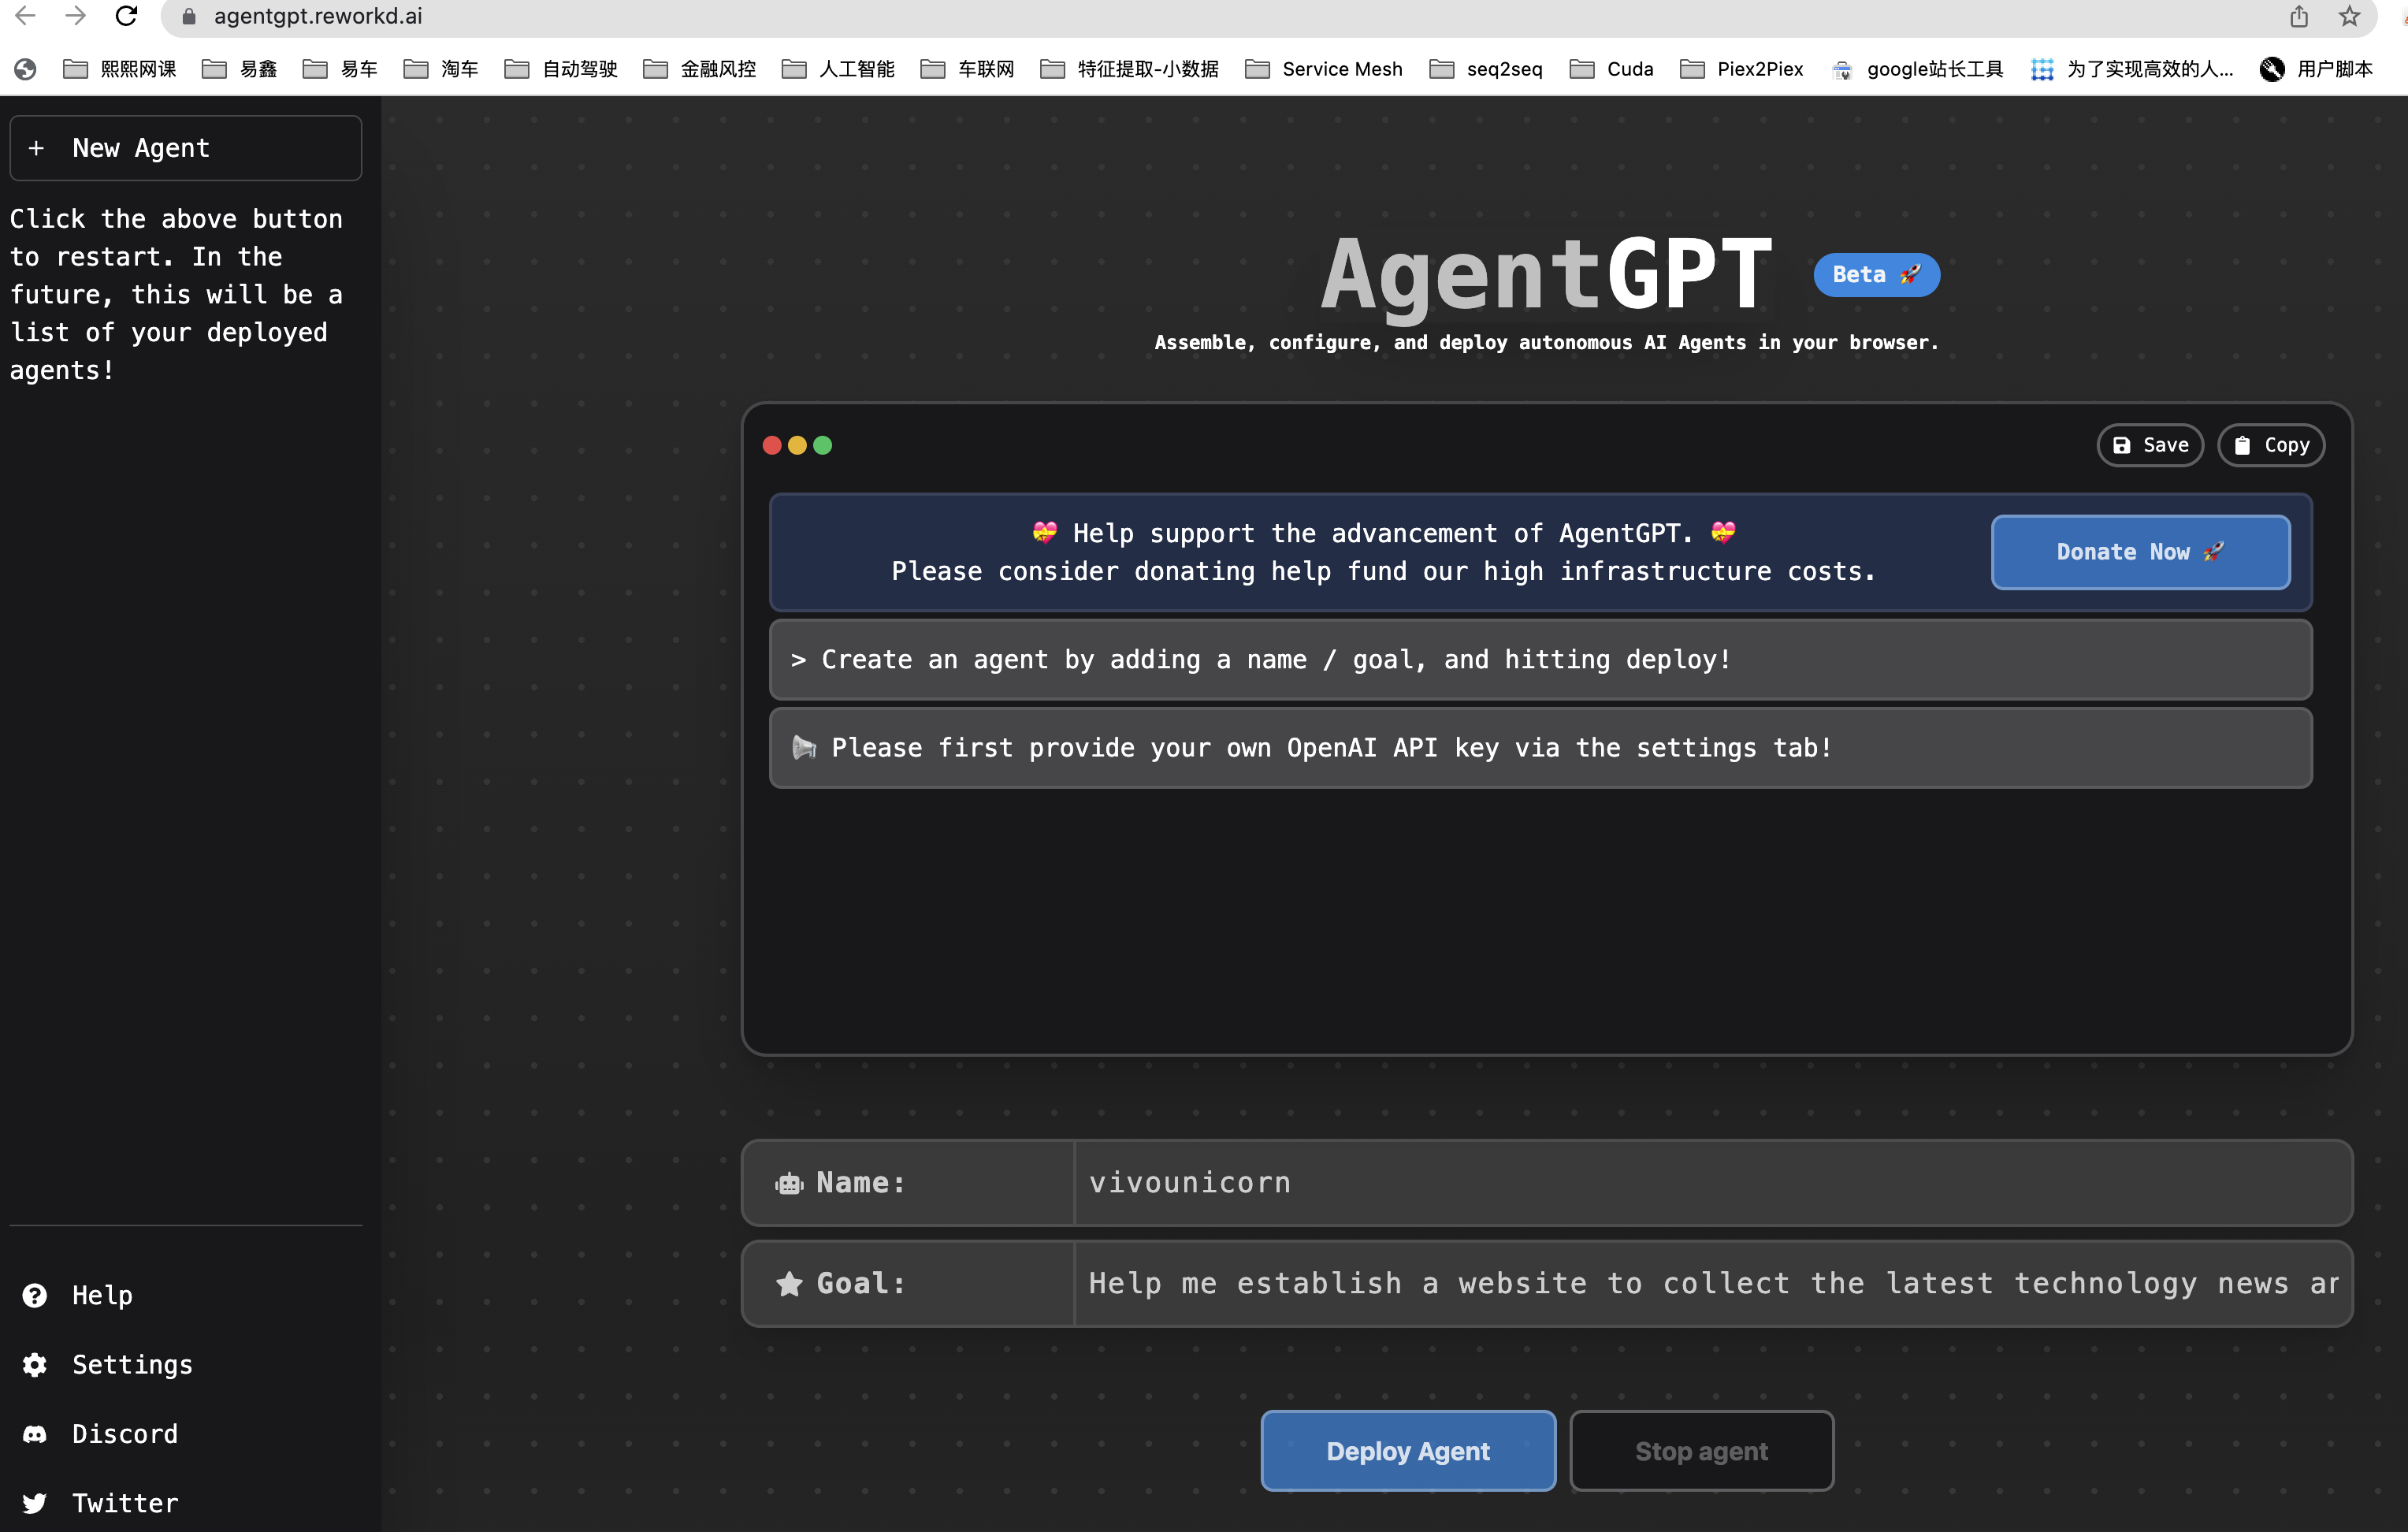 agentgpt.reworkd.ai
熙熙网课 易鑫 易车 淘车 自动驾驶 金融风控 人工智能 车联网 特征提取-小数据 Service Mesh seq2seq Cuda Piex2Piex google站长工具 为了实现高效的人... 用户脚本
+ New Agent
Click the above button
to restart. In the
future, this will be a
list of your deployed
agents!
AgentGPT Beta 🚀
Assemble, configure, and deploy autonomous AI Agents in your browser.
Save Copy
💝 Help support the advancement of AgentGPT. 💝
Please consider donating help fund our high infrastructure costs.
Donate Now 🚀
> Create an agent by adding a name / goal, and hitting deploy!
📢 Please first provide your own OpenAI API key via the settings tab!
Name: vivounicorn
Goal: Help me establish a website to collect the latest technology news ar
Deploy Agent Stop agent
Help
Settings
Discord
Twitter